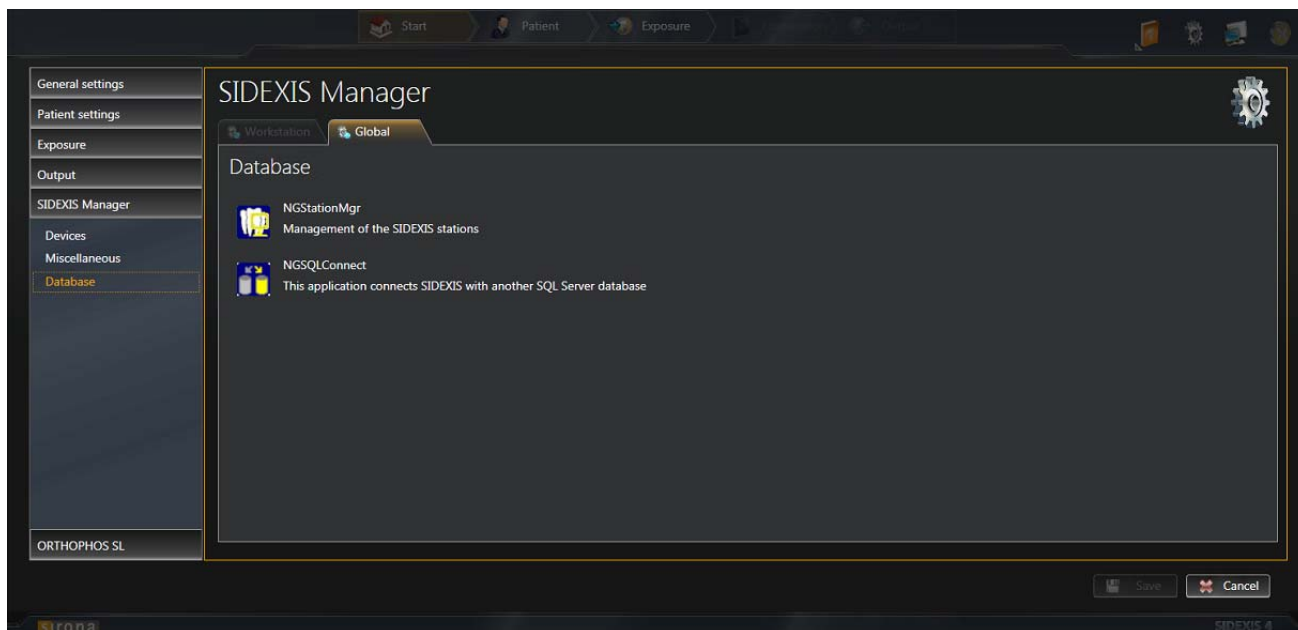 Start
Patient
Exposure
General settings
Patient settings
Exposure
Output
SIDEXIS Manager
Devices
Miscellaneous
Database
ORTHOPHOS SL
SIDEXIS Manager
Workstation
Global
Database
NGStationMgr
Management of the SIDEXIS stations
NGSQLConnect
This application connects SIDEXIS with another SQL Server database
Save
Cancel
sirona
SIDEXIS 4